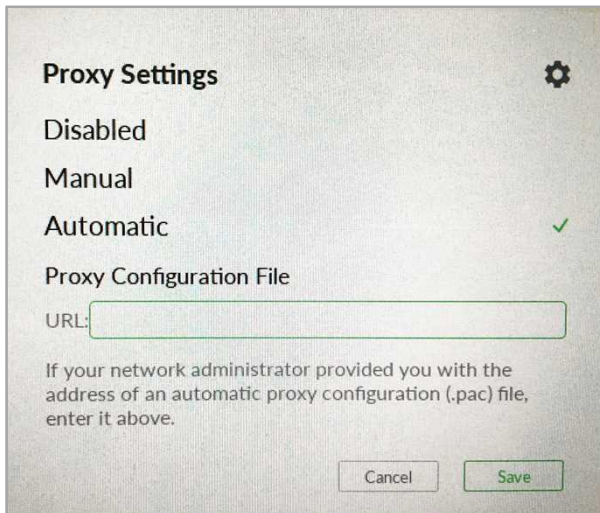 Proxy Settings
Disabled
Manual
Automatic
Proxy Configuration File
URL:
If your network administrator provided you with the
address of an automatic proxy configuration (.pac) file,
enter it above.
Cancel
Save